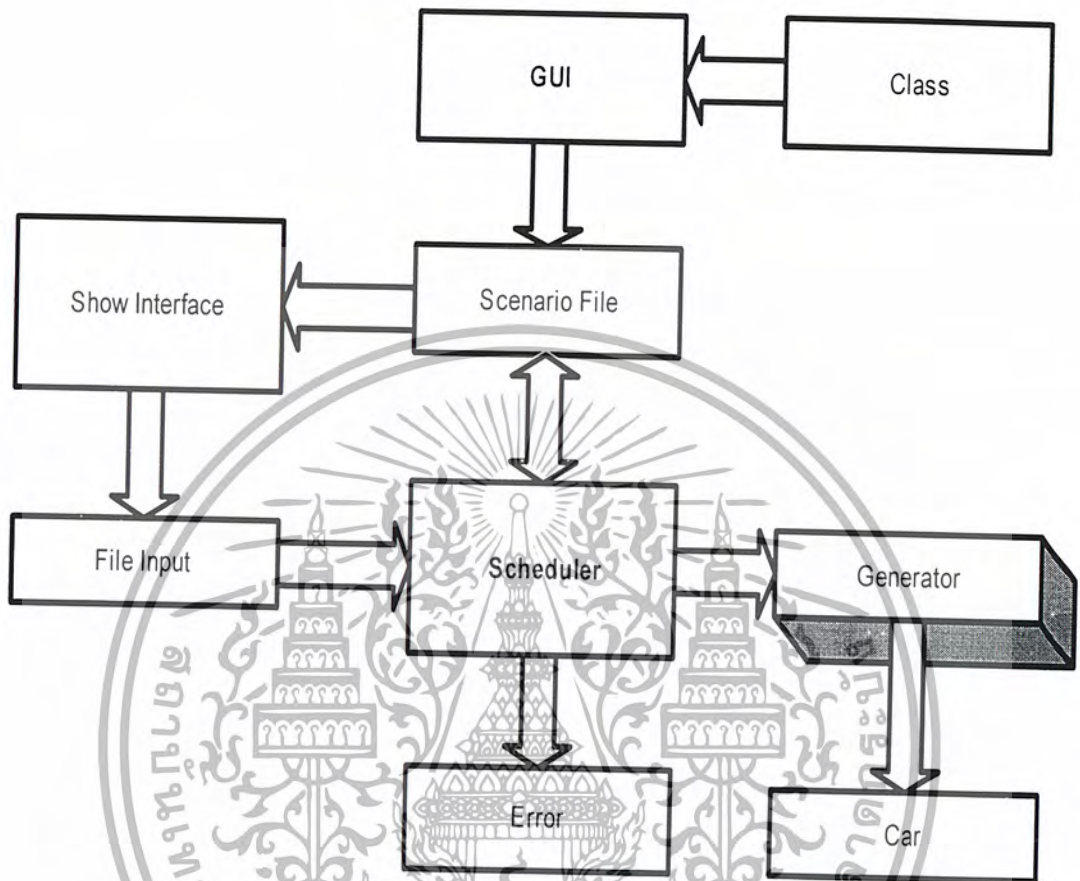 GUI
Class
Show Interface
Scenario File
File Input
Scheduler
Generator
Error
Car